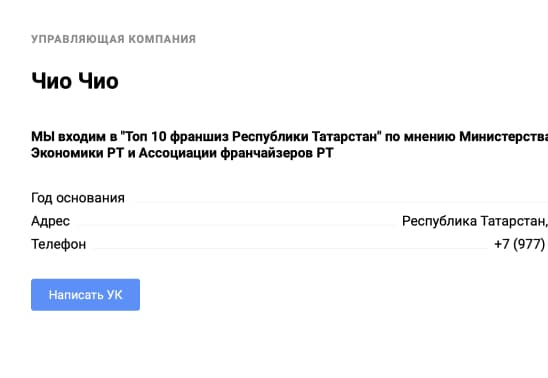 УПРАВЛЯЮЩАЯ КОМПАНИЯ
Чио Чио
МЫ входим в "Топ 10 франшиз Республики Татарстан" по мнению Министерства
Экономики РТ и Ассоциации франчайзеров РТ
Год основания
Адрес Республика Татарстан,
Телефон +7 (977)
Написать УК